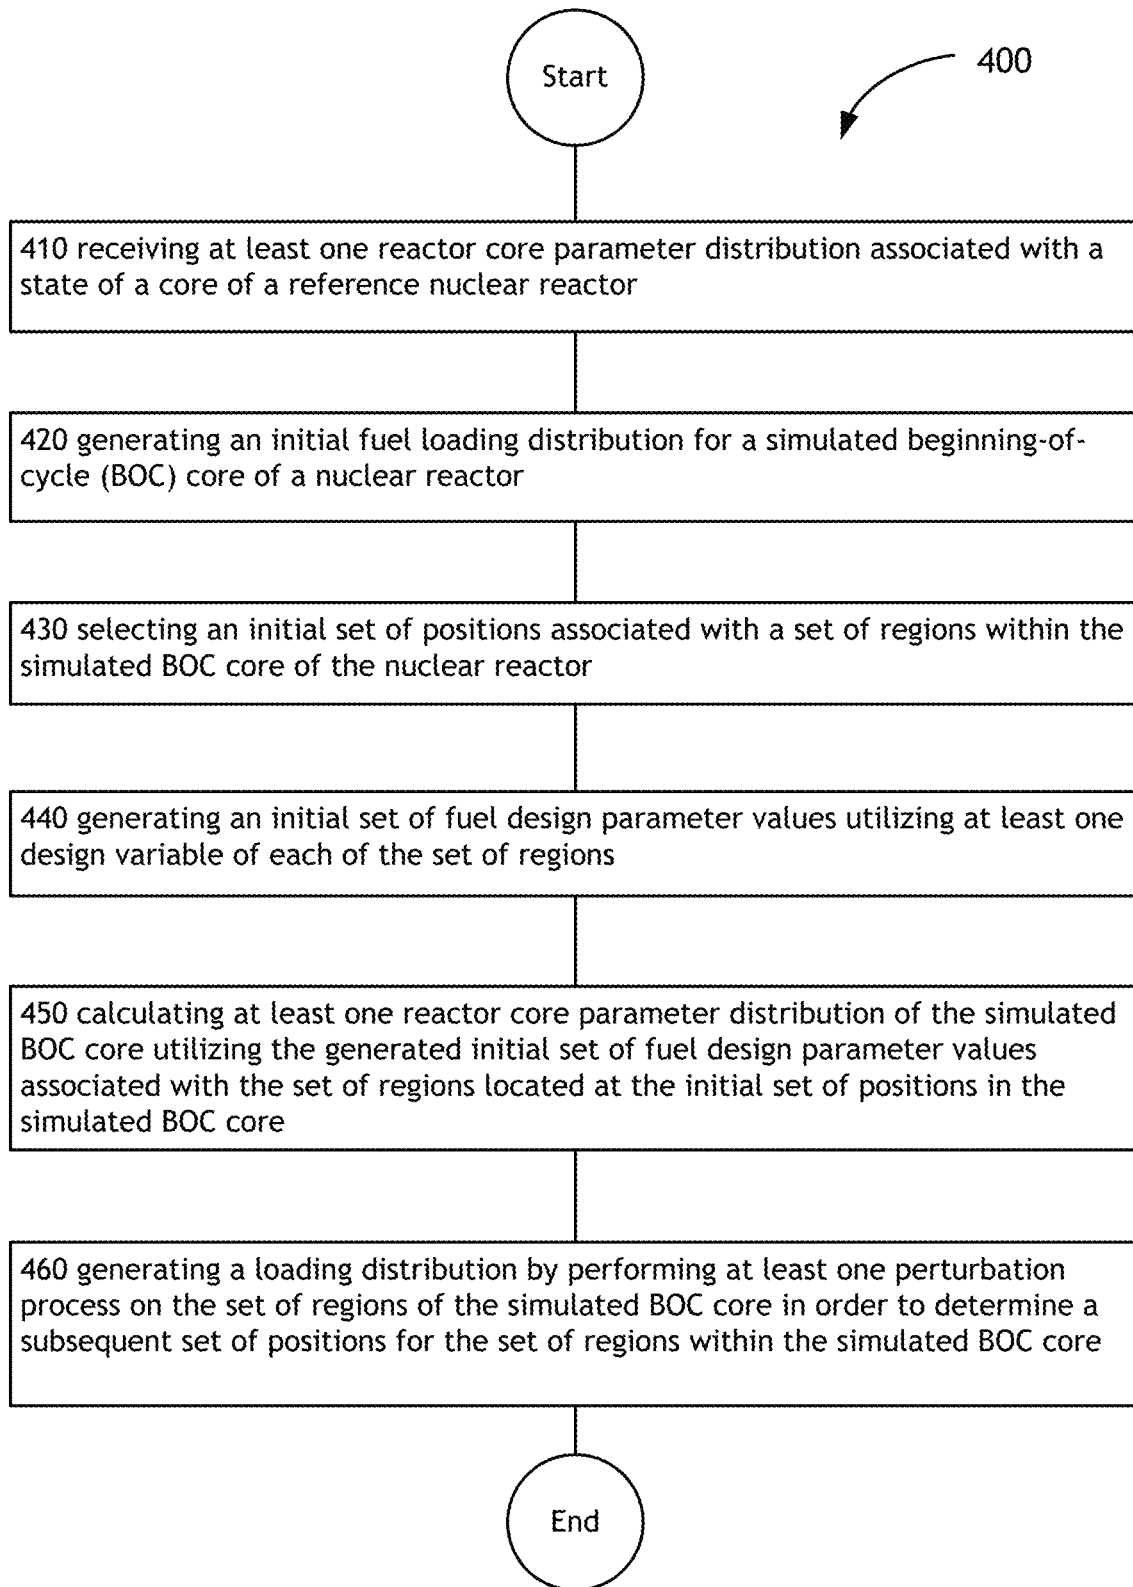 Start
400
410 receiving at least one reactor core parameter distribution associated with a
state of a core of a reference nuclear reactor
420 generating an initial fuel loading distribution for a simulated beginning-of-
cycle (BOC) core of a nuclear reactor
430 selecting an initial set of positions associated with a set of regions within the
simulated BOC core of the nuclear reactor
440 generating an initial set of fuel design parameter values utilizing at least one
design variable of each of the set of regions
450 calculating at least one reactor core parameter distribution of the simulated
BOC core utilizing the generated initial set of fuel design parameter values
associated with the set of regions located at the initial set of positions in the
simulated BOC core
460 generating a loading distribution by performing at least one perturbation
process on the set of regions of the simulated BOC core in order to determine a
subsequent set of positions for the set of regions within the simulated BOC core
End